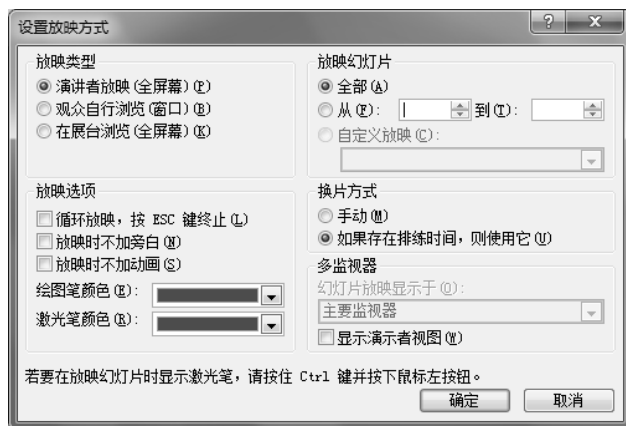 设置放映方式
放映类型
演讲者放映(全屏幕)(P)
观众自行浏览(窗口)(B)
在展台浏览(全屏幕)(K)
放映选项
循环放映，按 ESC 键终止(L)
放映时不加旁白(N)
放映时不加动画(S)
绘图笔颜色(E):
激光笔颜色(R):
放映幻灯片
全部(A)
从(F): 到(T):
自定义放映(C):
换片方式
手动(M)
如果存在排练时间，则使用它(U)
多监视器
幻灯片放映显示于(O):
主要监视器
显示演示者视图(W)
若要在放映幻灯片时显示激光笔，请按住 Ctrl 键并按下鼠标左按钮。
确定 取消